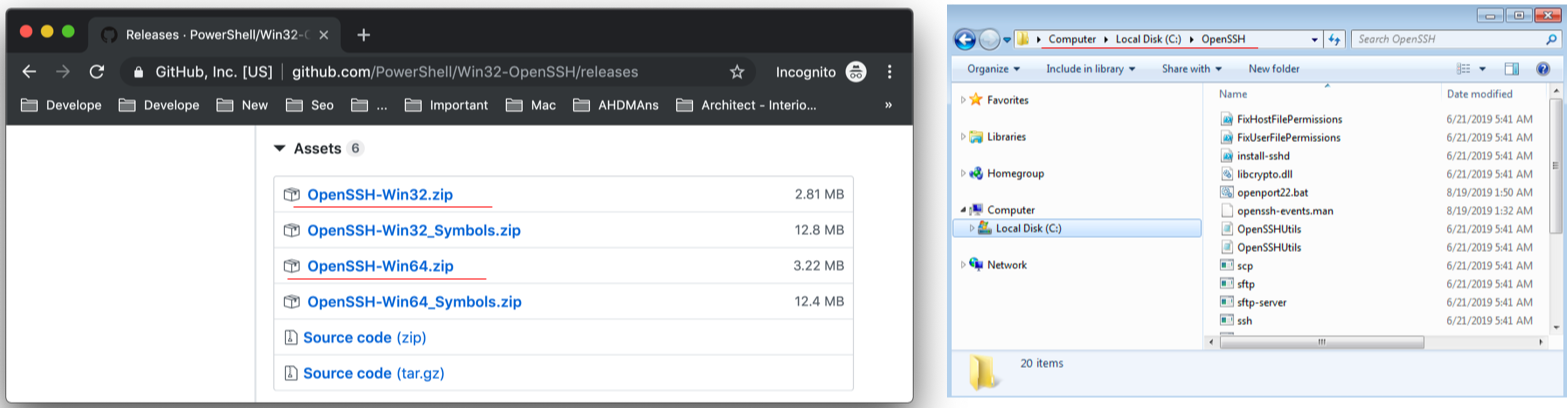 Releases · PowerShell/Win32-O
GitHub, Inc. [US] | github.com/PowerShell/Win32-OpenSSH/releases Incognito
Develope Develope New Seo ... Important Mac AHDMAns Architect - Interio... »
Assets 6
OpenSSH-Win32.zip 2.81 MB
OpenSSH-Win32_Symbols.zip 12.8 MB
OpenSSH-Win64.zip 3.22 MB
OpenSSH-Win64_Symbols.zip 12.4 MB
Source code (zip)
Source code (tar.gz)
Computer Local Disk (C:) OpenSSH Search OpenSSH
Organize Include in library Share with New folder
Favorites
Libraries
Homegroup
Computer
Local Disk (C:)
Network
Name Date modified
FixHostFilePermissions 6/21/2019 5:41 AM
FixUserFilePermissions 6/21/2019 5:41 AM
install-sshd 6/21/2019 5:41 AM
libcrypto.dll 6/21/2019 5:41 AM
openport22.bat 8/19/2019 1:50 AM
openssh-events.man 8/19/2019 1:32 AM
OpenSSHUtils 6/21/2019 5:41 AM
OpenSSHUtils 6/21/2019 5:41 AM
scp 6/21/2019 5:41 AM
sftp 6/21/2019 5:41 AM
sftp-server 6/21/2019 5:41 AM
ssh 6/21/2019 5:41 AM
20 items